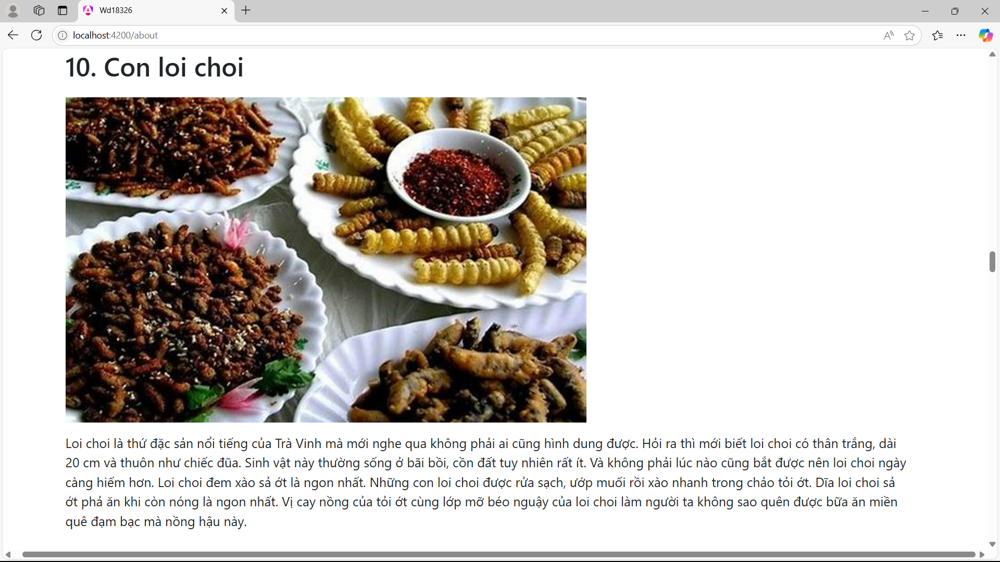 Wd18326
localhost:4200/about
10. Con loi choi
Loi choi là thứ đặc sản nổi tiếng của Trà Vinh mà mới nghe qua không phải ai cũng hình dung được. Hỏi ra thì mới biết loi choi có thân trắng, dài
20 cm và thuôn như chiếc đũa. Sinh vật này thường sống ở bãi bồi, cồn đất tuy nhiên rất ít. Và không phải lúc nào cũng bắt được nên loi choi ngày
càng hiếm hơn. Loi choi đem xào sả ớt là ngon nhất. Những con loi choi được rửa sạch, ướp muối rồi xào nhanh trong chảo tỏi ớt. Dĩa loi choi sả
ớt phả ăn khi còn nóng là ngon nhất. Vị cay nồng của tỏi ớt cùng lớp mỡ béo nguậy của loi choi làm người ta không sao quên được bữa ăn miền
quê đạm bạc mà nồng hậu này.